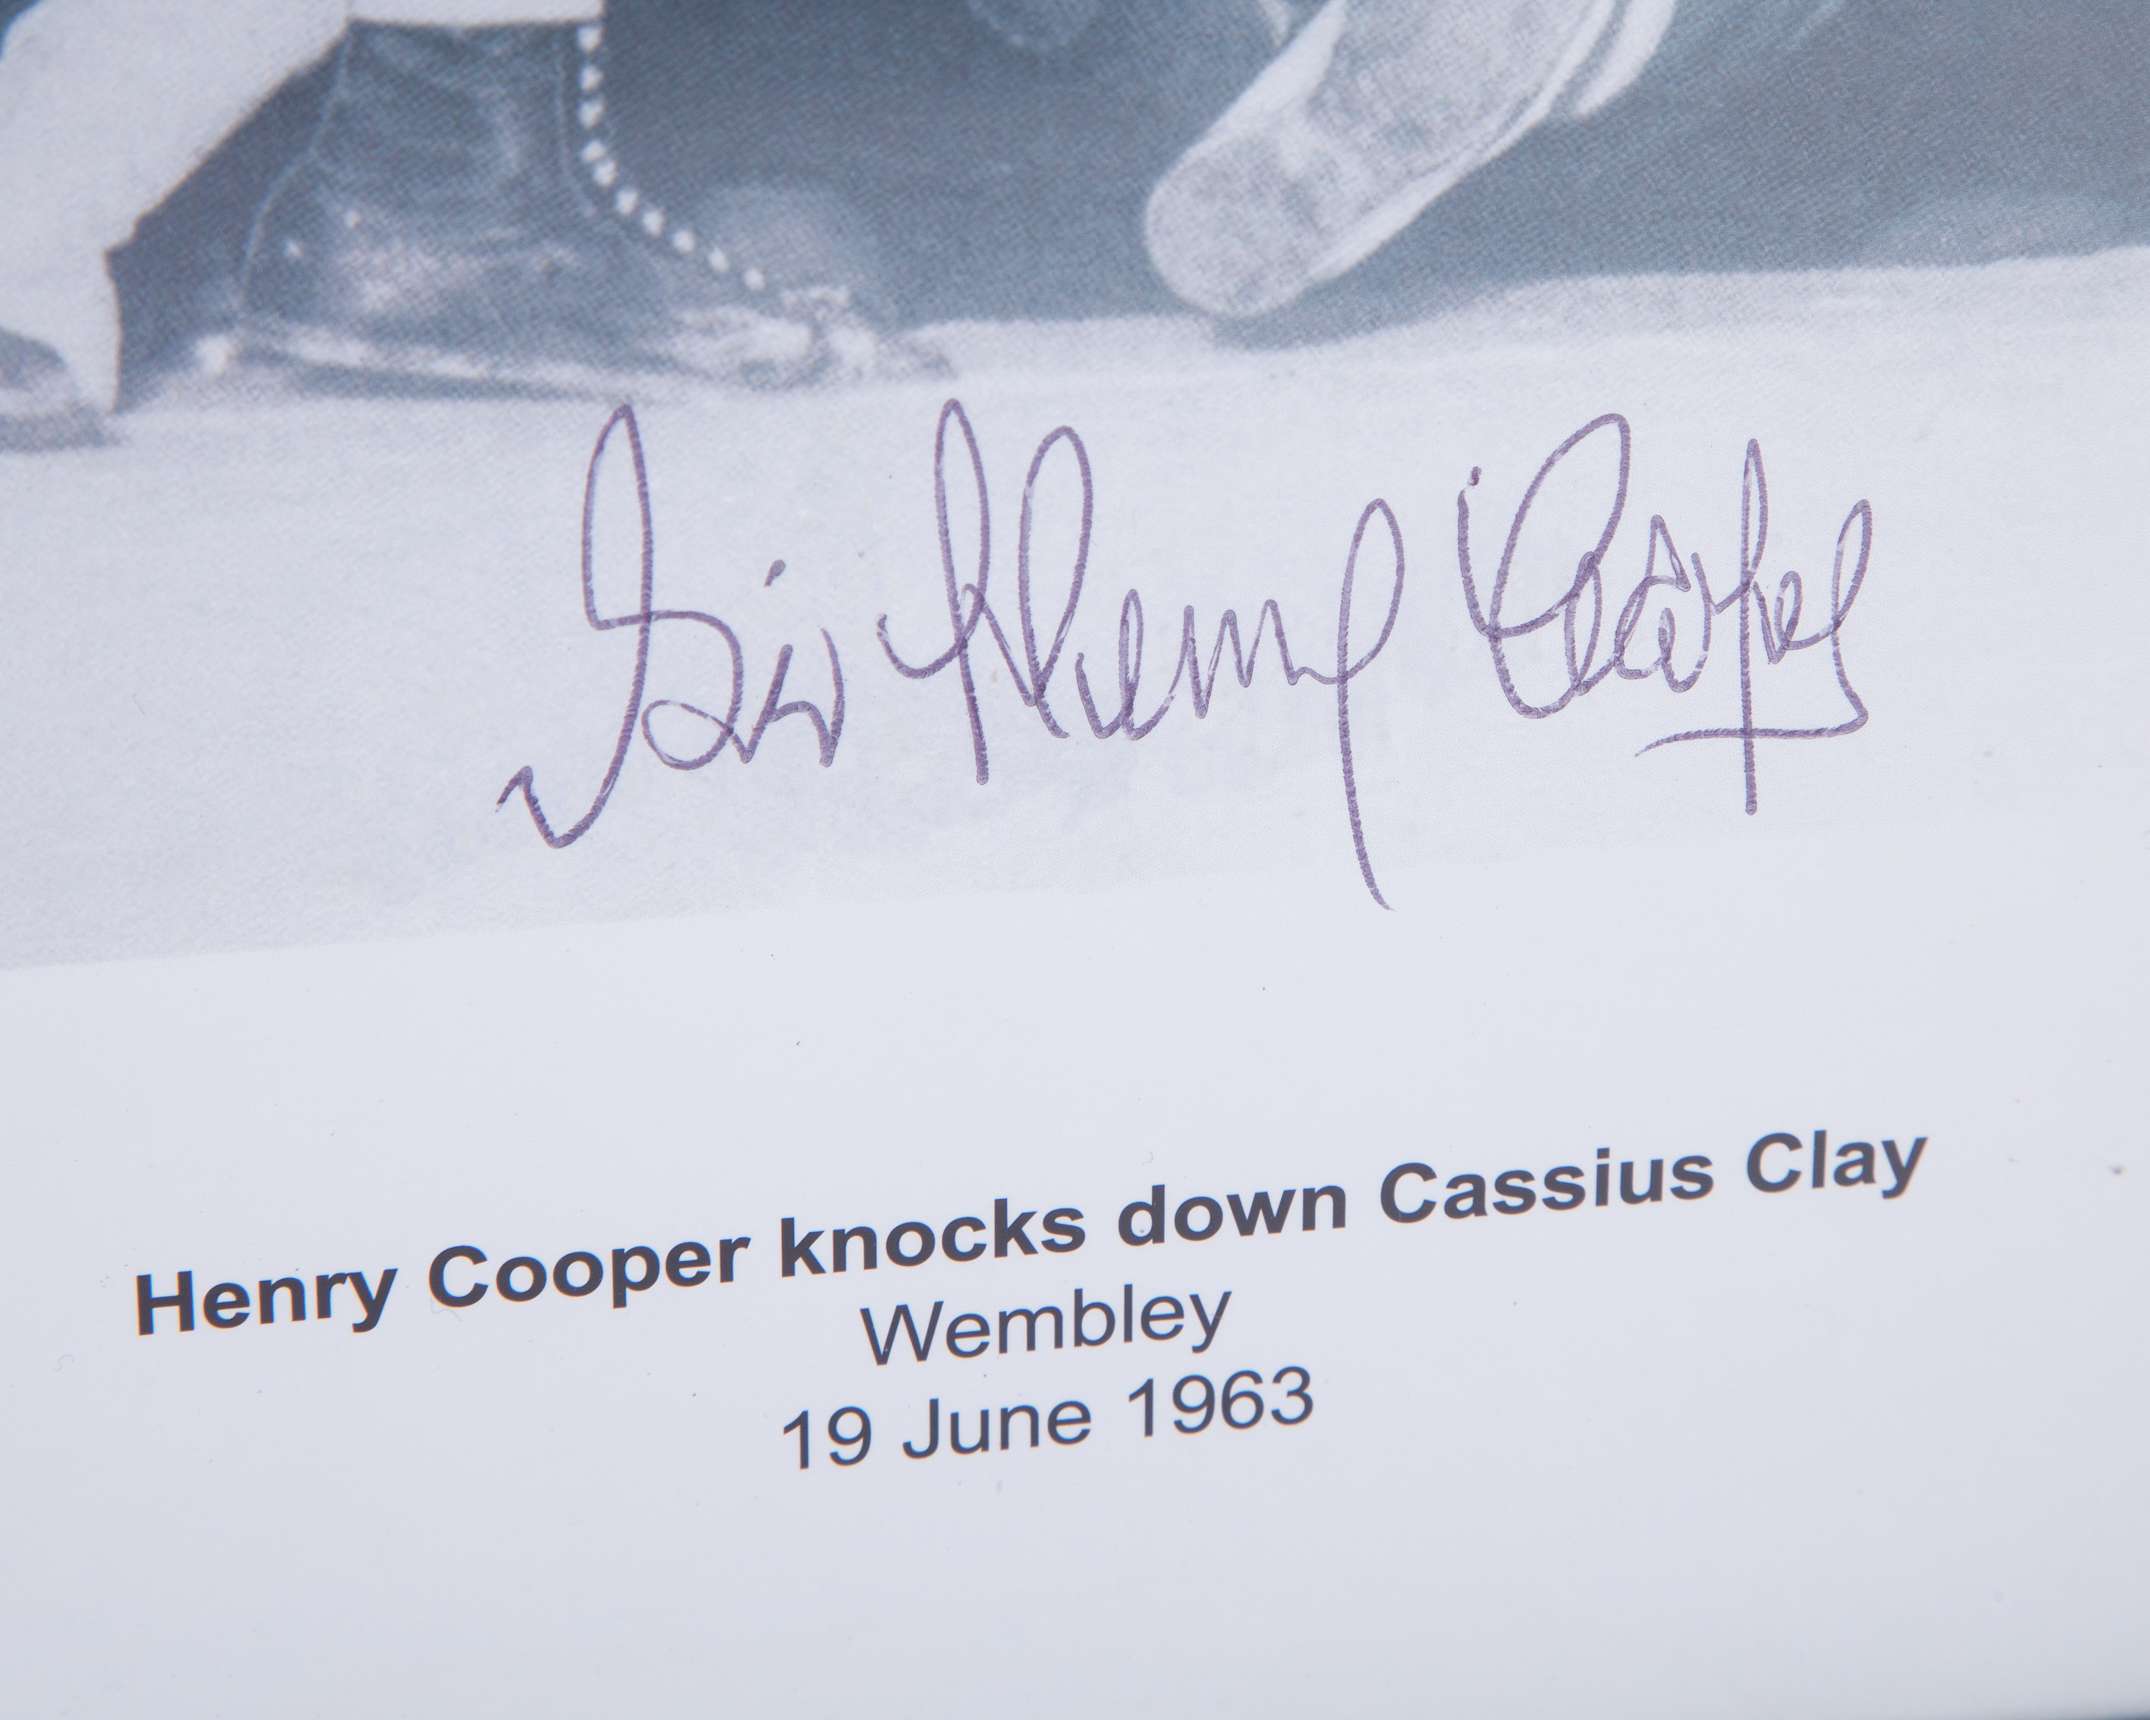 Sir Henry Cooper
Henry Cooper knocks down Cassius Clay
Wembley
19 June 1963